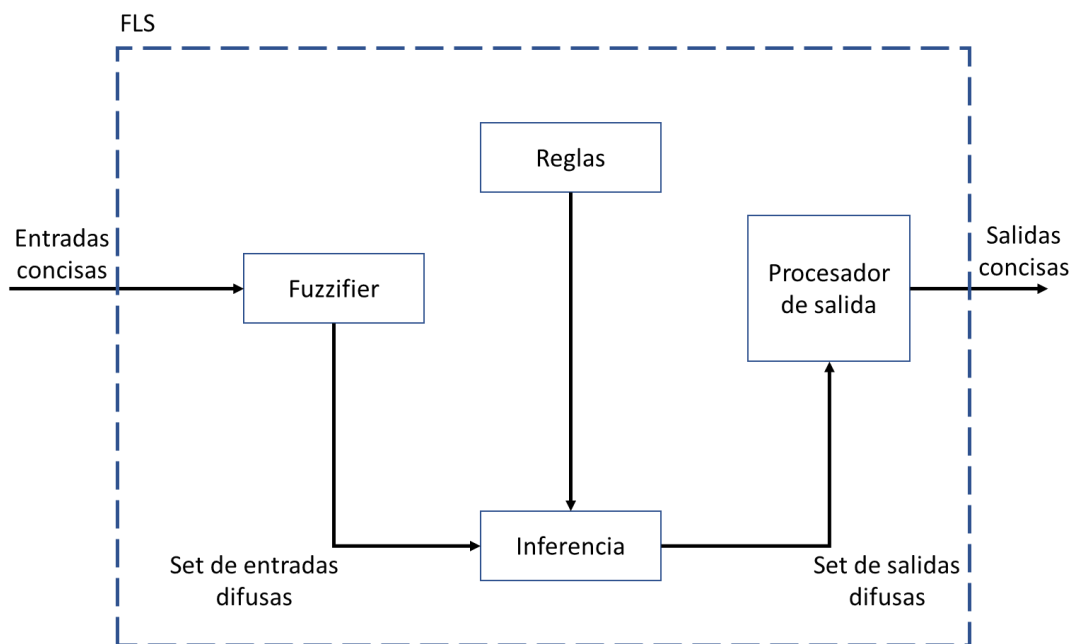 FLS
Reglas
Entradas
concisas
Fuzzifier
Procesador
de salida
Salidas
concisas
Inferencia
Set de entradas
difusas
Set de salidas
difusas